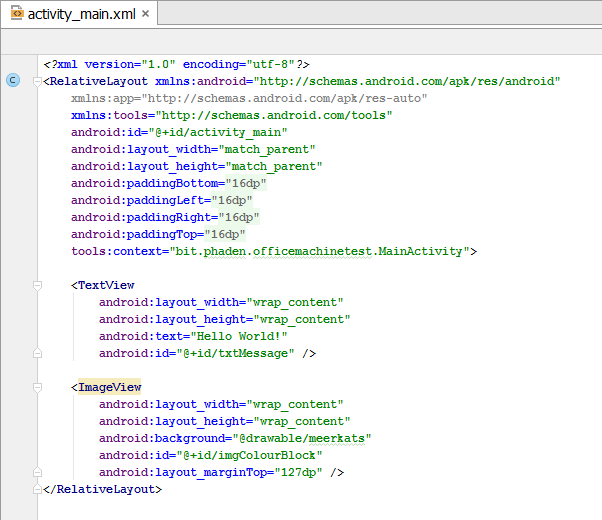 activity_main.xml
C
<?xml version="1.0" encoding="utf-8"?>
<RelativeLayout xmlns:android="http://schemas.android.com/apk/res/android"
    xmlns:app="http://schemas.android.com/apk/res-auto"
    xmlns:tools="http://schemas.android.com/tools"
    android:id="@+id/activity_main"
    android:layout_width="match_parent"
    android:layout_height="match_parent"
    android:paddingBottom="16dp"
    android:paddingLeft="16dp"
    android:paddingRight="16dp"
    android:paddingTop="16dp"
    tools:context="bit.phaden.officemachinetest.MainActivity">
    <TextView
        android:layout_width="wrap_content"
        android:layout_height="wrap_content"
        android:text="Hello World!"
        android:id="@+id/txtMessage" />
    <ImageView
        android:layout_width="wrap_content"
        android:layout_height="wrap_content"
        android:background="@drawable/meerkats"
        android:id="@+id/imgColourBlock"
        android:layout_marginTop="127dp" />
</RelativeLayout>